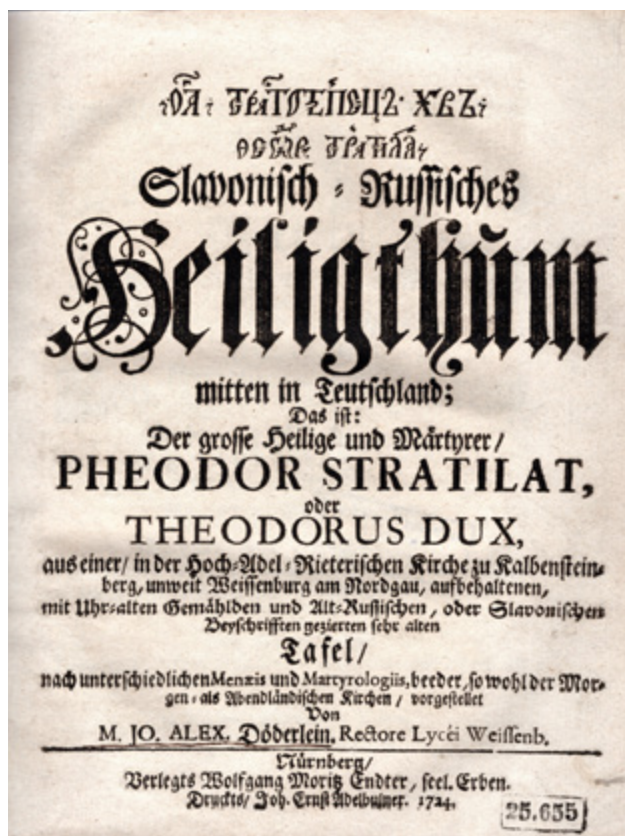 Slavonisch-Russisches
Heiligthům
mitten in Teutschland;
Das ist:
Der grosse Heilige und Märtyrer/
PHEODOR STRATILAT,
oder
THEODORUS DUX,
aus einer/ in der Hoch-Adel-Rieterischen Kirche zu Kalbenstein-
berg, unweit Weissenburg am Nordgau, aufbehaltenen,
mit Uhr-alten Gemählden und Alt-Russischen, oder Slavonischen
Beyschrifften gezierten sehr alten
Tafel/
nach unterschiedlichen Menæis und Martyrologiis, beeder, so wohl der Mor-
gen- als Abendländischen Kirchen / vorgestellet
Von
M. JO. ALEX. Döderlein, Rectore Lycéi Weissenb.
Nürnberg/
Verlegts Wolfgang Moritz Endter, seel. Erben.
Druckts/ Joh. Ernst Adelbulner. 1724.
25.655